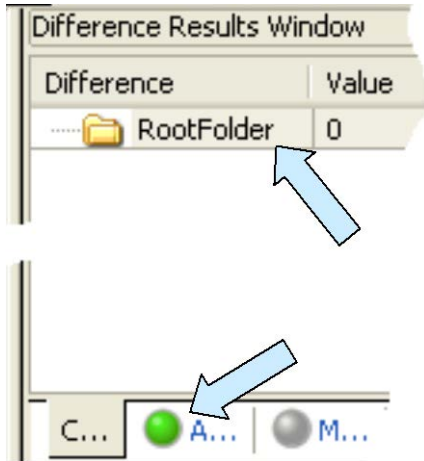 Difference Results Window
Difference Value
RootFolder 0
C... A... M...